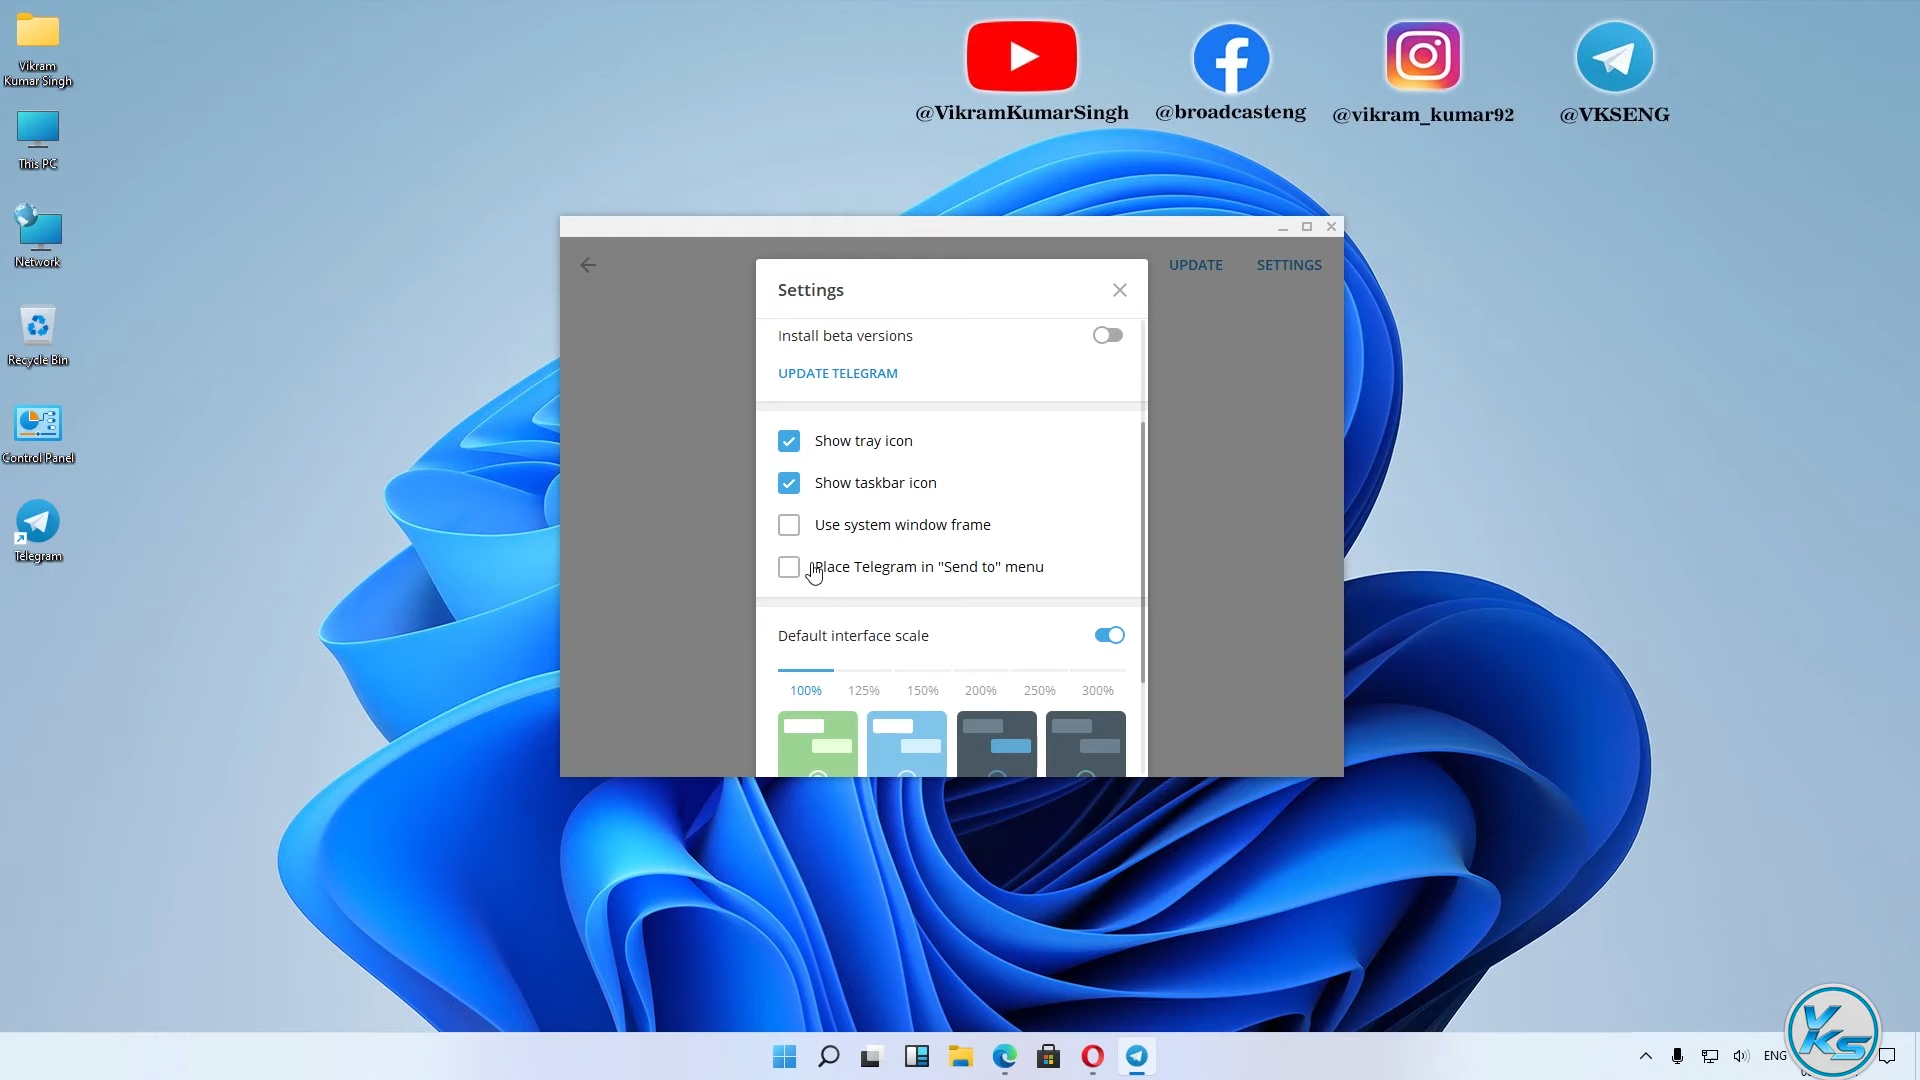 Vikram
Kumar Singh
This PC
Network
Recycle Bin
Control Panel
Telegram
@VikramKumarSingh
@broadcasteng
@vikram_kumar92
@VKSENG
UPDATE
SETTINGS
Settings
Install beta versions
UPDATE TELEGRAM
Show tray icon
Show taskbar icon
Use system window frame
Place Telegram in "Send to" menu
Default interface scale
100% 125% 150% 200% 250% 300%
ENG
VKS